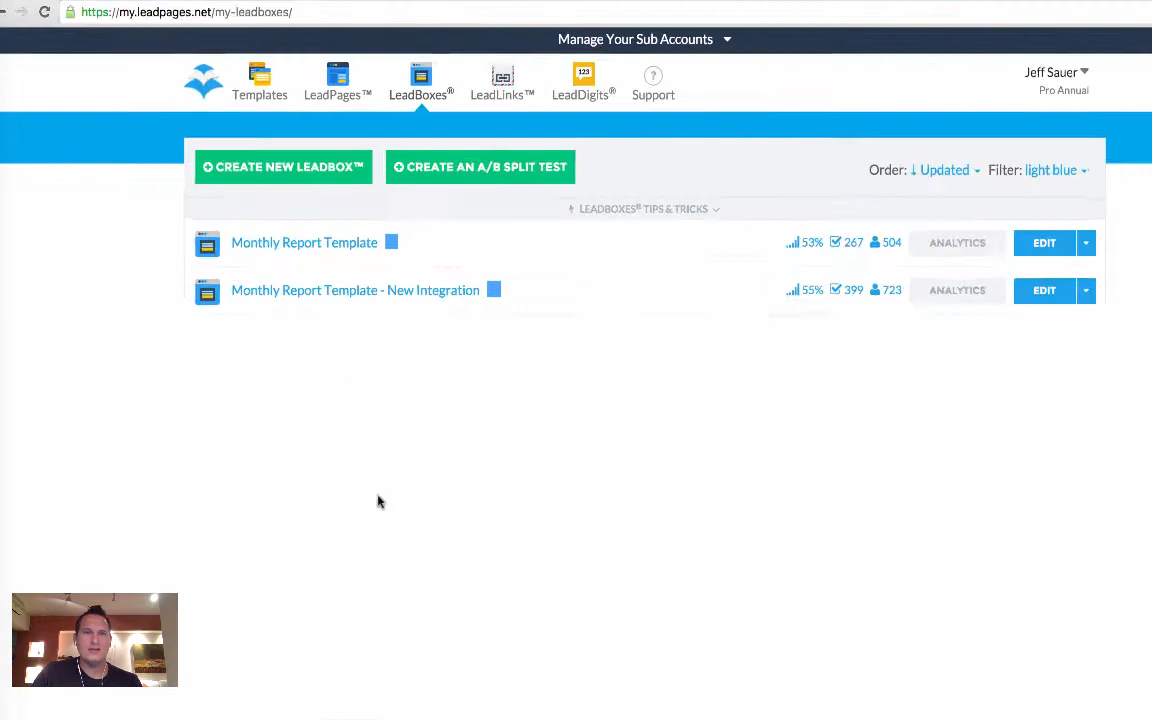 https://my.leadpages.net/my-leadboxes/
Manage Your Sub Accounts
Templates
LeadPages™
LeadBoxes®
LeadLinks™
123
LeadDigits®
?
Support
Jeff Sauer
Pro Annual
CREATE NEW LEADBOX™
CREATE AN A/B SPLIT TEST
Order: ↓ Updated Filter: light blue
LEADBOXES® TIPS & TRICKS
Monthly Report Template 53% 267 504 ANALYTICS EDIT
Monthly Report Template - New Integration 55% 399 723 ANALYTICS EDIT